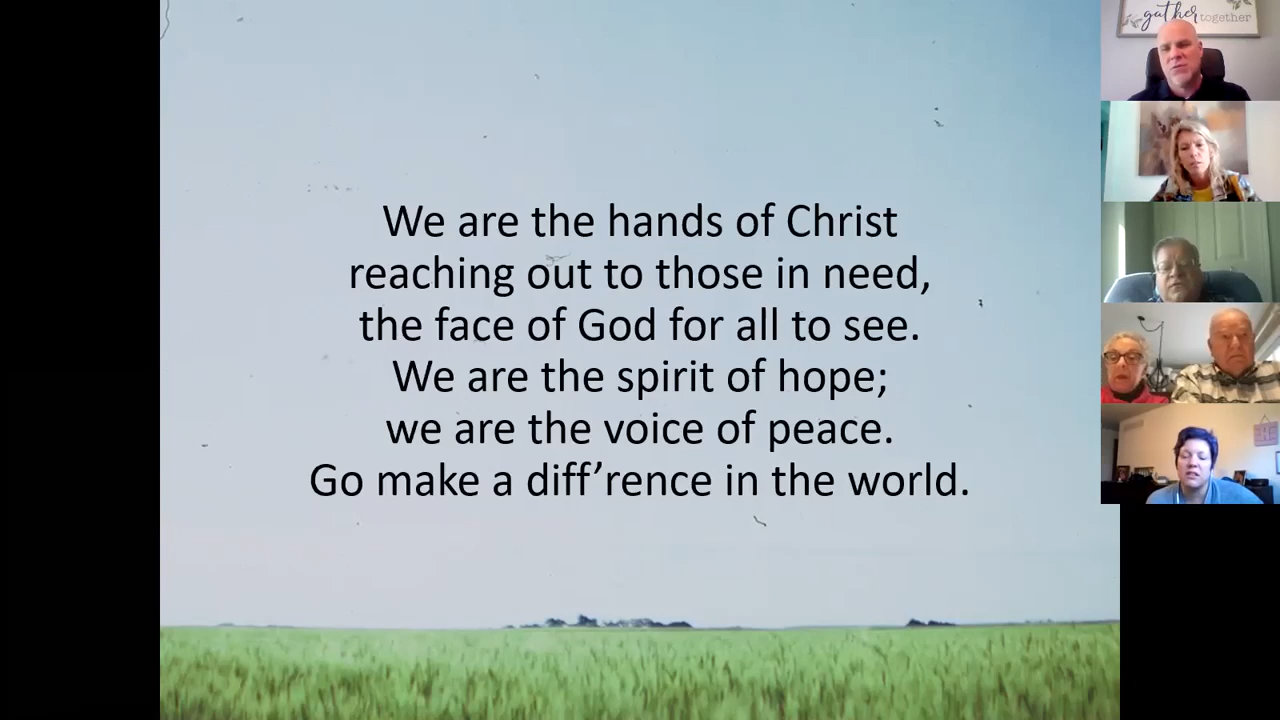 We are the hands of Christ
reaching out to those in need,
the face of God for all to see.
We are the spirit of hope;
we are the voice of peace.
Go make a diff’rence in the world.
gather together